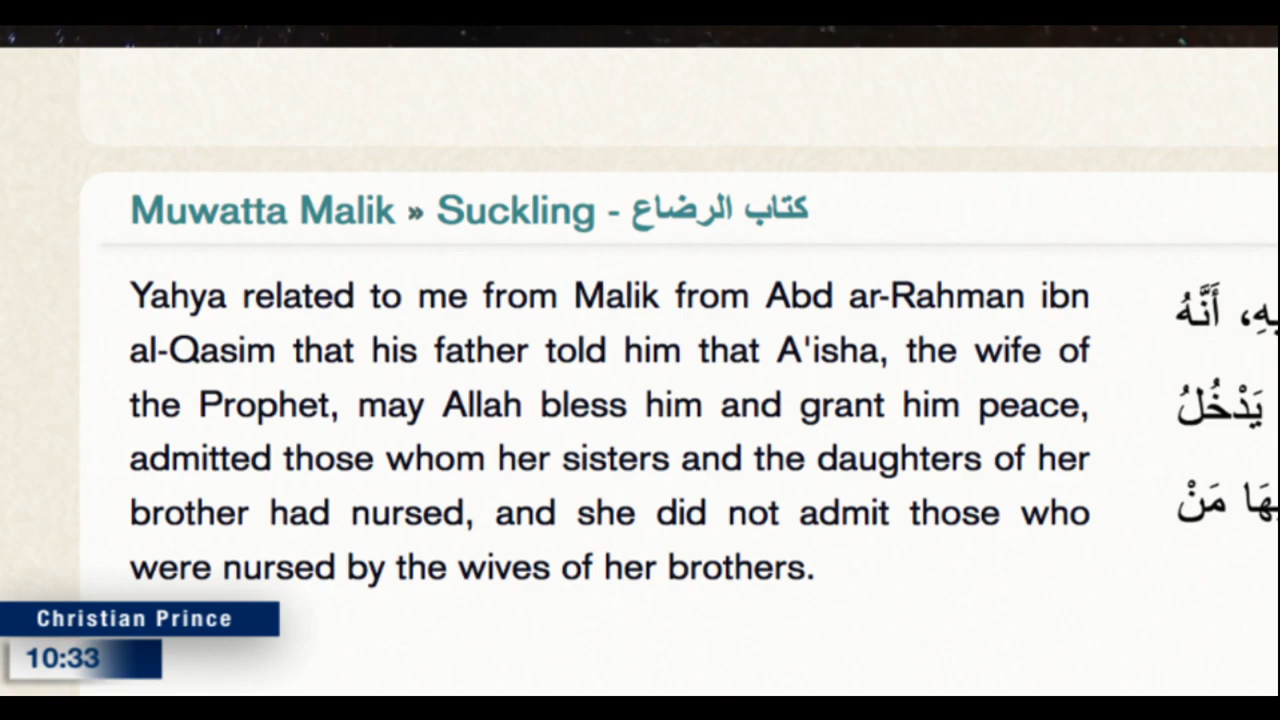 Muwatta Malik » Suckling - كتاب الرضاع
Yahya related to me from Malik from Abd ar-Rahman ibn
al-Qasim that his father told him that A'isha, the wife of
the Prophet, may Allah bless him and grant him peace,
admitted those whom her sisters and the daughters of her
brother had nursed, and she did not admit those who
were nursed by the wives of her brothers.
أَنَّهُ
يَدْخُلُ
مَنْ
Christian Prince
10:33